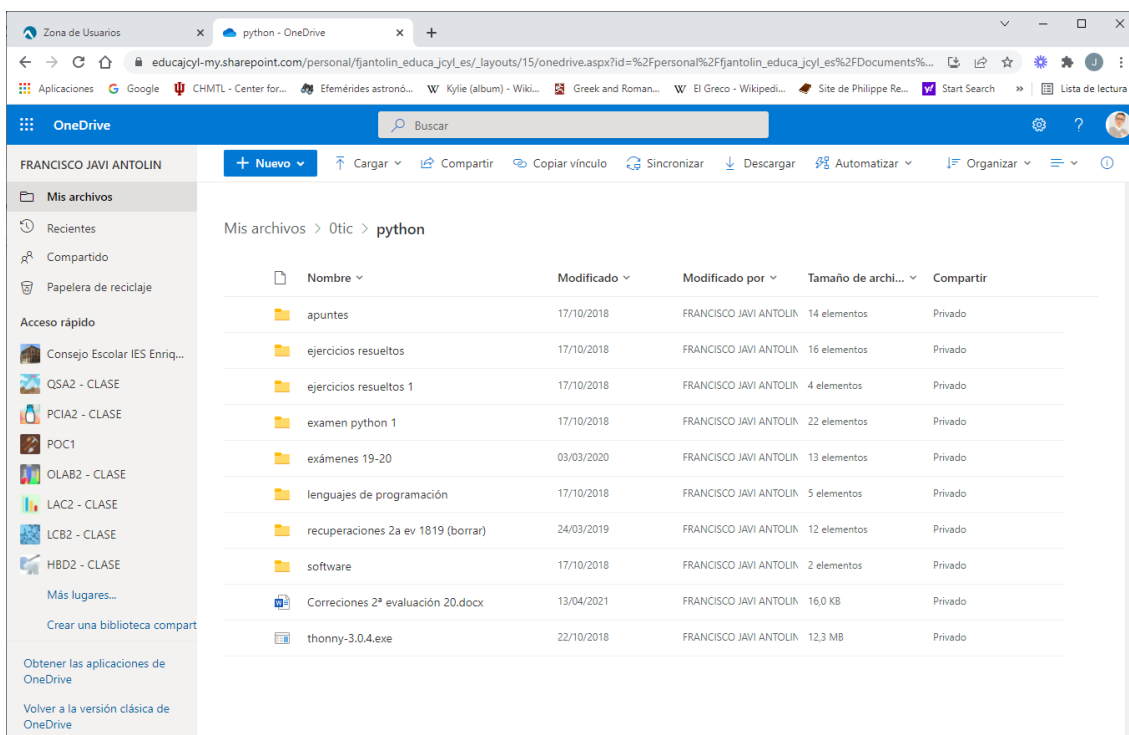 Zona de Usuarios
python - OneDrive
educajcyl-my.sharepoint.com/personal/fjantolin_educa_jcyl_es/_layouts/15/onedrive.aspx?id=%2Fpersonal%2Ffjantolin_educa_jcyl_es%2FDocuments%...
J
Aplicaciones Google CHMTL - Center for... Efemérides astronó... Kylie (album) - Wiki... Greek and Roman... El Greco - Wikipedi... Site de Philippe Re... Start Search » Lista de lectura
OneDrive
Buscar
?
FRANCISCO JAVI ANTOLIN
+ Nuevo Cargar Compartir Copiar vínculo Sincronizar Descargar Automatizar Organizar
Mis archivos
Recientes
Compartido
Papelera de reciclaje
Acceso rápido
Consejo Escolar IES Enriq...
QSA2 - CLASE
PCIA2 - CLASE
POC1
OLAB2 - CLASE
LAC2 - CLASE
LCB2 - CLASE
HBD2 - CLASE
Más lugares...
Crear una biblioteca compart
Obtener las aplicaciones de
OneDrive
Volver a la versión clásica de
OneDrive
Mis archivos > 0tic > python
Nombre Modificado Modificado por Tamaño de archi... Compartir
apuntes 17/10/2018 FRANCISCO JAVI ANTOLIN 14 elementos Privado
ejercicios resueltos 17/10/2018 FRANCISCO JAVI ANTOLIN 16 elementos Privado
ejercicios resueltos 1 17/10/2018 FRANCISCO JAVI ANTOLIN 4 elementos Privado
examen python 1 17/10/2018 FRANCISCO JAVI ANTOLIN 22 elementos Privado
exámenes 19-20 03/03/2020 FRANCISCO JAVI ANTOLIN 13 elementos Privado
lenguajes de programación 17/10/2018 FRANCISCO JAVI ANTOLIN 5 elementos Privado
recuperaciones 2a ev 1819 (borrar) 24/03/2019 FRANCISCO JAVI ANTOLIN 12 elementos Privado
software 17/10/2018 FRANCISCO JAVI ANTOLIN 2 elementos Privado
Correciones 2ª evaluación 20.docx 13/04/2021 FRANCISCO JAVI ANTOLIN 16,0 KB Privado
thonny-3.0.4.exe 22/10/2018 FRANCISCO JAVI ANTOLIN 12,3 MB Privado